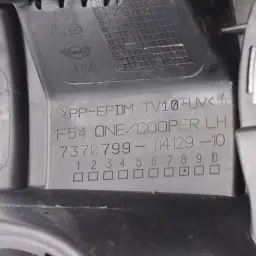 >PP-EPDM TV10+UV<
F54 ONE/COOPER LH
7370799- 114129 -10
1 2 3 4 5 6 7 8 9 10